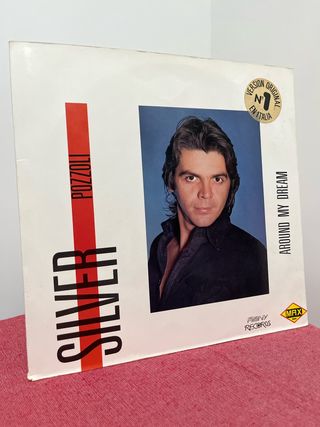 SILVER
POZZOLI
VERSION ORIGINAL
Nº1
EN ITALIA
AROUND MY DREAM
RECORDS
MAX